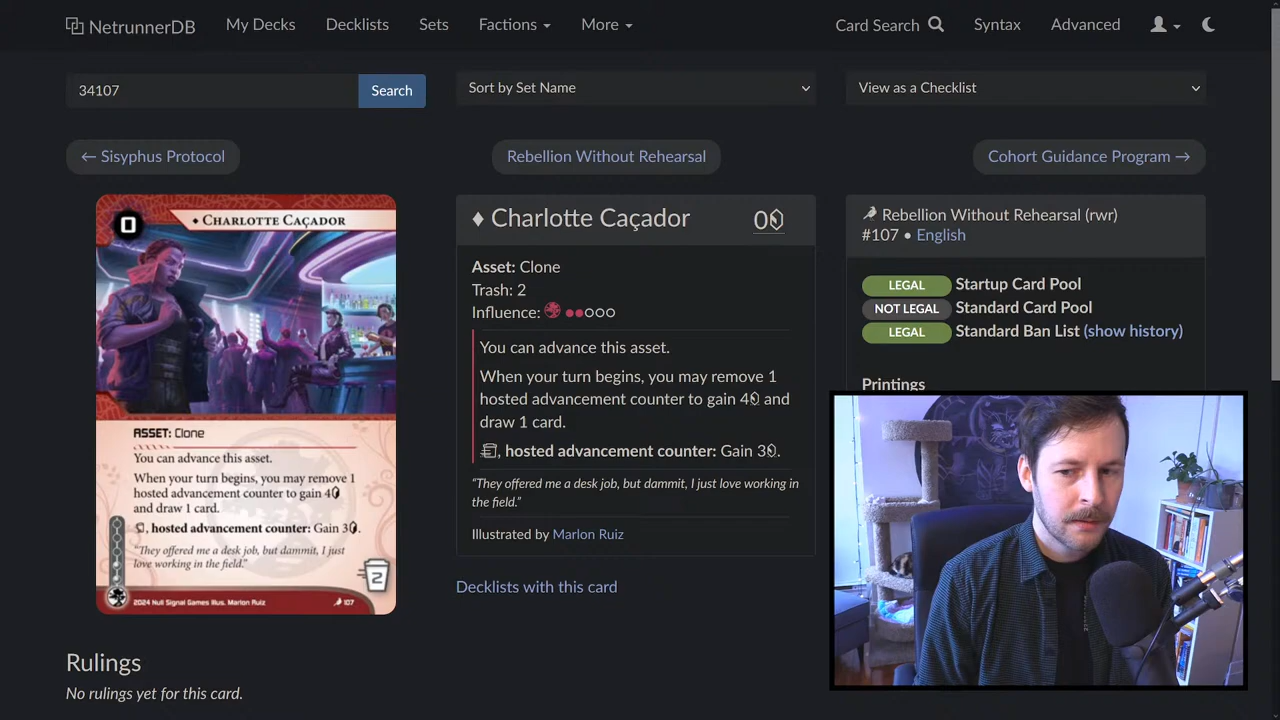 NetrunnerDB My Decks Decklists Sets Factions More Card Search Syntax Advanced
34107 Search Sort by Set Name View as a Checklist
← Sisyphus Protocol Rebellion Without Rehearsal Cohort Guidance Program →
0 ♦ CHARLOTTE CAÇADOR
ASSET: Clone
You can advance this asset.
When your turn begins, you may remove 1
hosted advancement counter to gain 4
and draw 1 card.
, hosted advancement counter: Gain 3.
"They offered me a desk job, but dammit, I just
love working in the field."
2
2024 Null Signal Games Illus. Marlon Ruiz 107
♦ Charlotte Caçador 0
Asset: Clone
Trash: 2
Influence: ●●○○○
You can advance this asset.
When your turn begins, you may remove 1
hosted advancement counter to gain 4 and
draw 1 card.
, hosted advancement counter: Gain 3.
“They offered me a desk job, but dammit, I just love working in
the field.”
Illustrated by Marlon Ruiz
Decklists with this card
Rebellion Without Rehearsal (rwr)
#107 • English
LEGAL Startup Card Pool
NOT LEGAL Standard Card Pool
LEGAL Standard Ban List (show history)
Printings
Rulings
No rulings yet for this card.